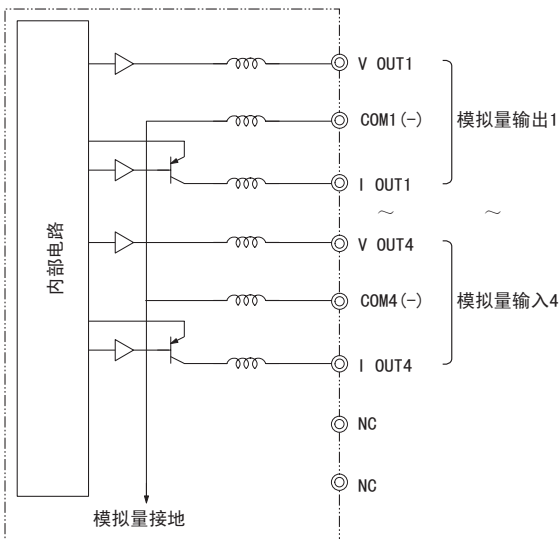 V OUT1
COM1(-)
模拟量输出1
I OUT1
～ ～
V OUT4
内部电路
COM4(-)
模拟量输入4
I OUT4
NC
NC
模拟量接地